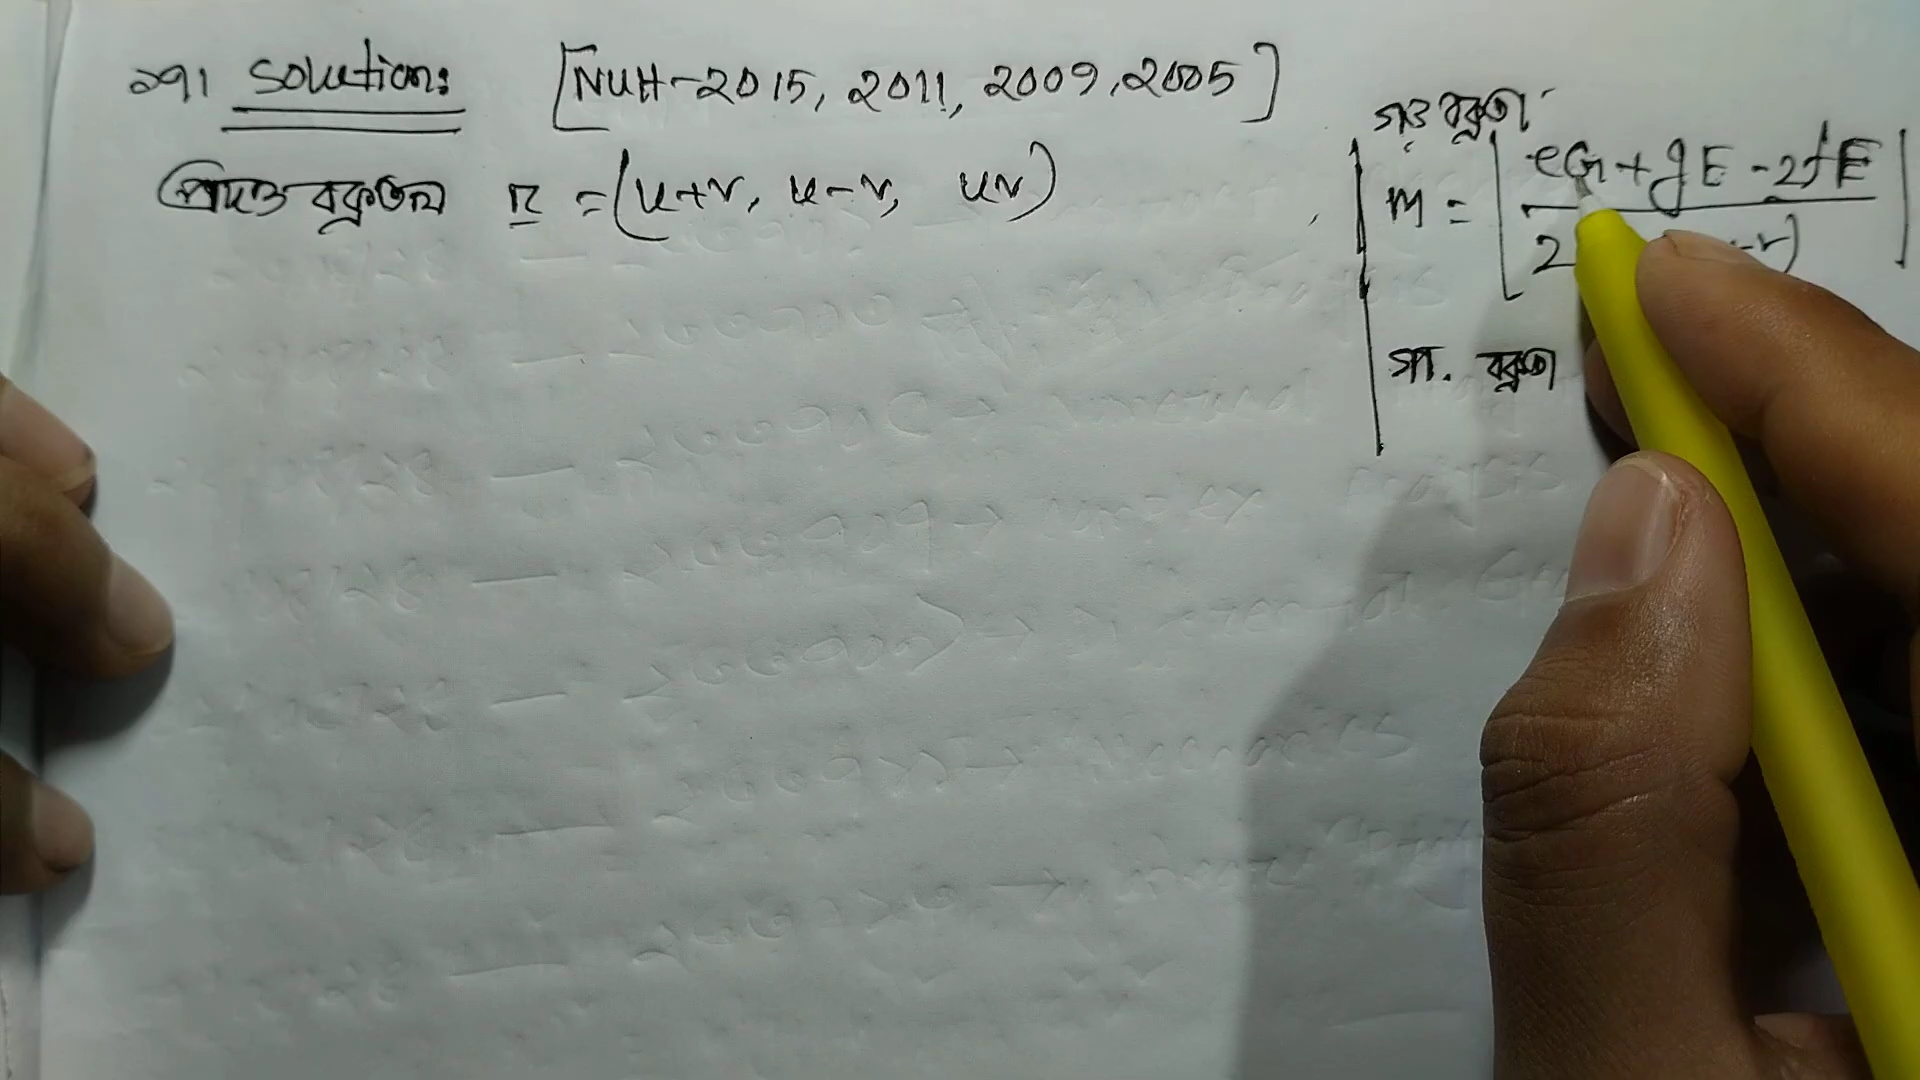 ২৭। Solution: [NUH-2015, 2011, 2009, 2005]
প্রদত্ত বক্রতল r = (u+v, u-v, uv)
গড় বক্রতা
m = [eG+gE-2fF / 2
গা. বক্রতা